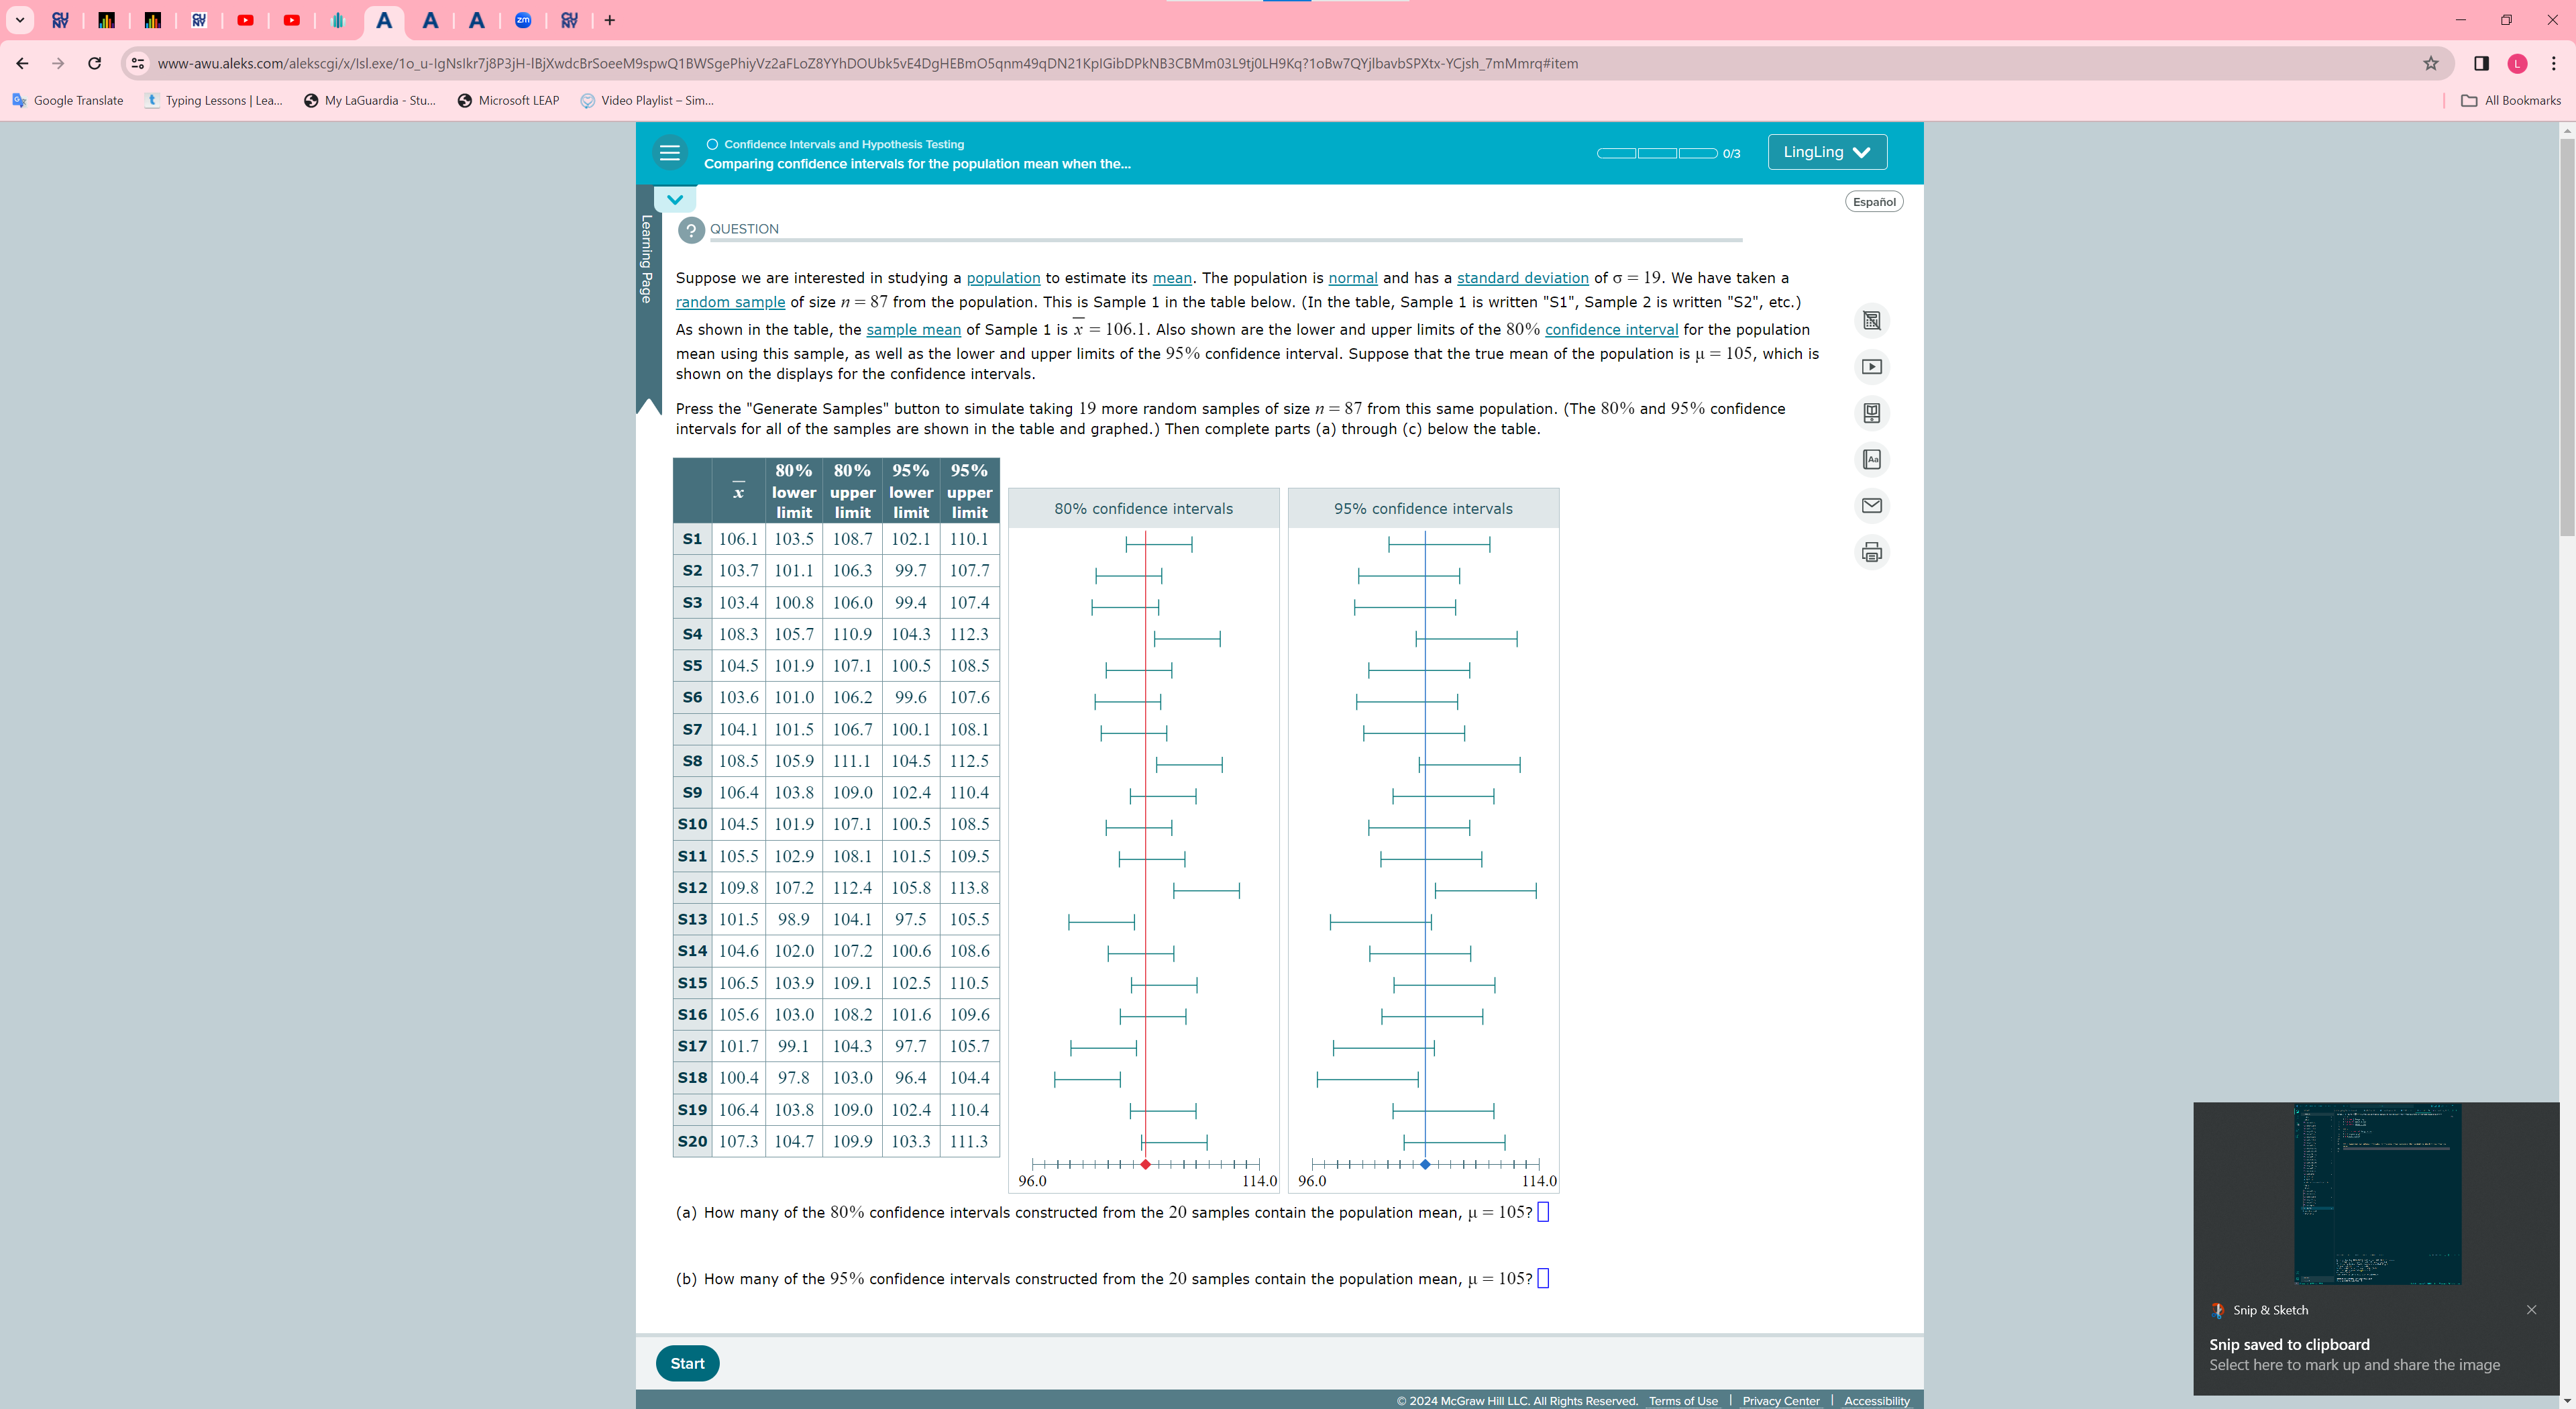 www-awu.aleks.com/alekscgi/x/Isl.exe/1o_u-IgNsIkr7j8P3jH-IBjXwdcBrSoeeM9spwQ1BWSgePhiyVz2aFLoZ8YYhDOUbk5vE4DgHEBmO5qnm49qDN21KpIGibDPkNB3CBMm03L9tj0LH9Kq?1oBw7QYjlbavbSPXtx-YCjsh_7mMmrq#item
Google Translate Typing Lessons | Lea... My LaGuardia - Stu... Microsoft LEAP Video Playlist – Sim... All Bookmarks
Confidence Intervals and Hypothesis Testing
Comparing confidence intervals for the population mean when the...
0/3
LingLing
Español
Learning Page
? QUESTION
Suppose we are interested in studying a population to estimate its mean. The population is normal and has a standard deviation of σ = 19. We have taken a
random sample of size n = 87 from the population. This is Sample 1 in the table below. (In the table, Sample 1 is written "S1", Sample 2 is written "S2", etc.)
As shown in the table, the sample mean of Sample 1 is x̄ = 106.1. Also shown are the lower and upper limits of the 80% confidence interval for the population
mean using this sample, as well as the lower and upper limits of the 95% confidence interval. Suppose that the true mean of the population is μ = 105, which is
shown on the displays for the confidence intervals.
Press the "Generate Samples" button to simulate taking 19 more random samples of size n = 87 from this same population. (The 80% and 95% confidence
intervals for all of the samples are shown in the table and graphed.) Then complete parts (a) through (c) below the table.
x̄ 80% lower limit 80% upper limit 95% lower limit 95% upper limit
S1 106.1 103.5 108.7 102.1 110.1
S2 103.7 101.1 106.3 99.7 107.7
S3 103.4 100.8 106.0 99.4 107.4
S4 108.3 105.7 110.9 104.3 112.3
S5 104.5 101.9 107.1 100.5 108.5
S6 103.6 101.0 106.2 99.6 107.6
S7 104.1 101.5 106.7 100.1 108.1
S8 108.5 105.9 111.1 104.5 112.5
S9 106.4 103.8 109.0 102.4 110.4
S10 104.5 101.9 107.1 100.5 108.5
S11 105.5 102.9 108.1 101.5 109.5
S12 109.8 107.2 112.4 105.8 113.8
S13 101.5 98.9 104.1 97.5 105.5
S14 104.6 102.0 107.2 100.6 108.6
S15 106.5 103.9 109.1 102.5 110.5
S16 105.6 103.0 108.2 101.6 109.6
S17 101.7 99.1 104.3 97.7 105.7
S18 100.4 97.8 103.0 96.4 104.4
S19 106.4 103.8 109.0 102.4 110.4
S20 107.3 104.7 109.9 103.3 111.3
80% confidence intervals
96.0 114.0
95% confidence intervals
96.0 114.0
(a) How many of the 80% confidence intervals constructed from the 20 samples contain the population mean, μ = 105?
(b) How many of the 95% confidence intervals constructed from the 20 samples contain the population mean, μ = 105?
Start
© 2024 McGraw Hill LLC. All Rights Reserved. Terms of Use | Privacy Center | Accessibility
Snip & Sketch
Snip saved to clipboard
Select here to mark up and share the image